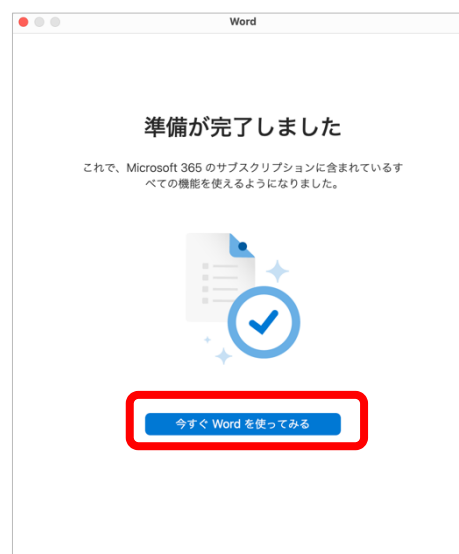 Word
準備が完了しました
これで、Microsoft 365 のサブスクリプションに含まれているす
べての機能を使えるようになりました。
今すぐ Word を使ってみる